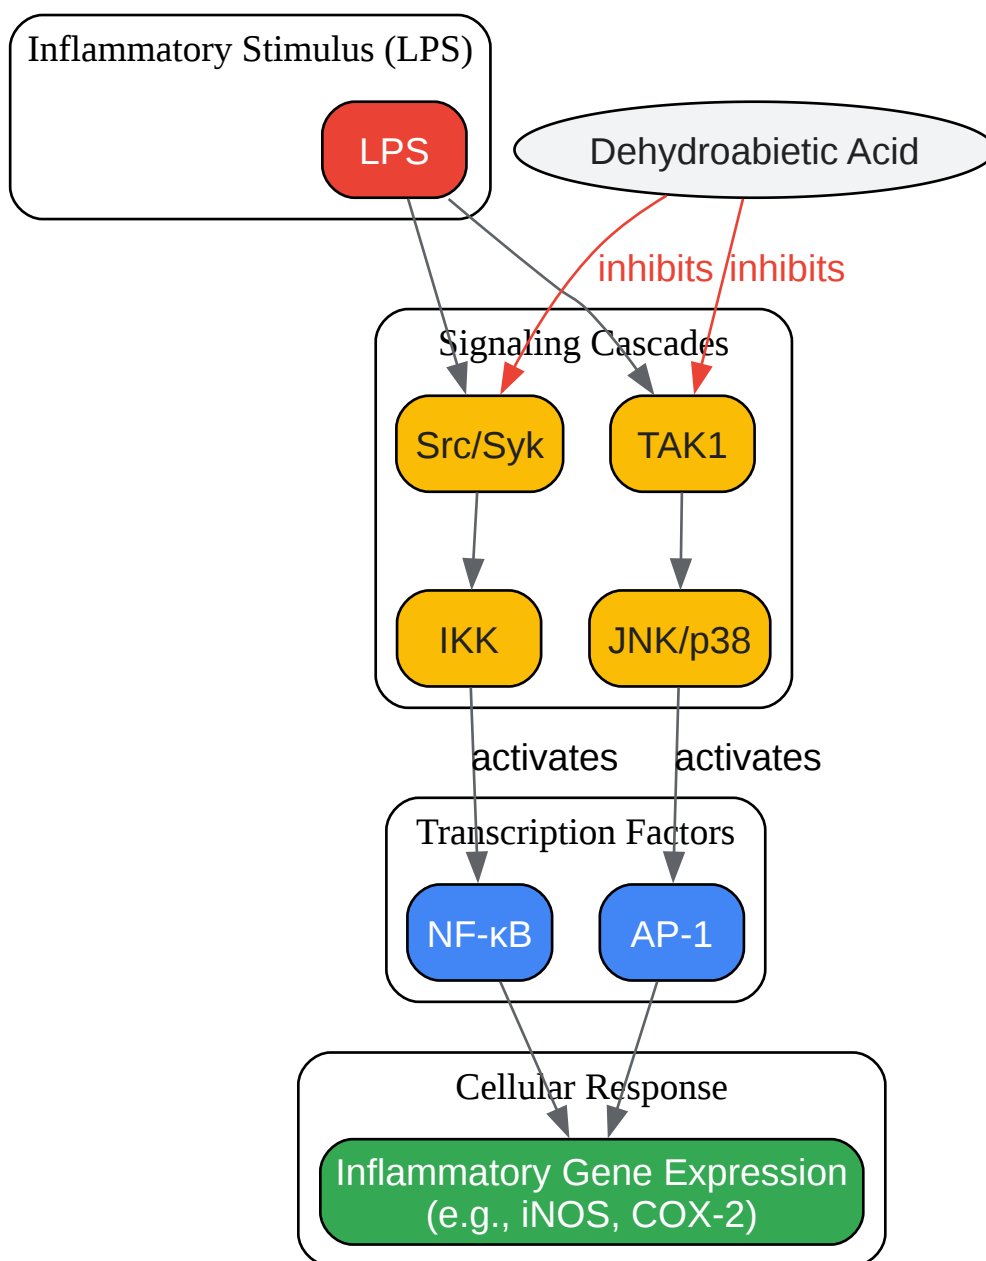 Inflammatory Stimulus (LPS)
LPS
Dehydroabietic Acid
inhibits
inhibits
Signaling Cascades
Src/Syk
TAK1
IKK
JNK/p38
activates
activates
Transcription Factors
NF-κB
AP-1
Cellular Response
Inflammatory Gene Expression
(e.g., iNOS, COX-2)